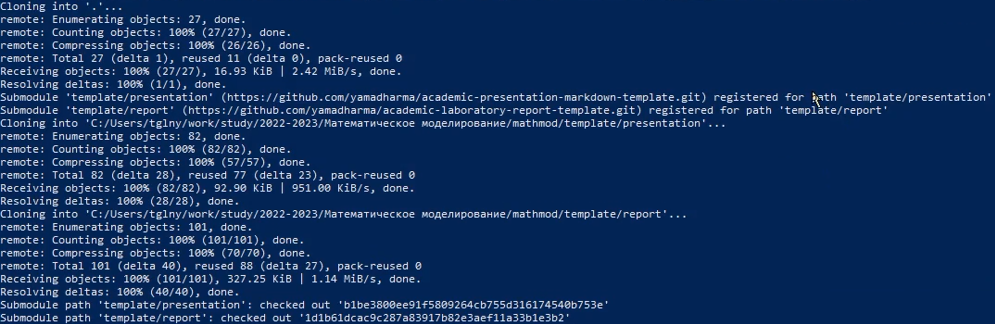 Cloning into '.'...
remote: Enumerating objects: 27, done.
remote: Counting objects: 100% (27/27), done.
remote: Compressing objects: 100% (26/26), done.
remote: Total 27 (delta 1), reused 11 (delta 0), pack-reused 0
Receiving objects: 100% (27/27), 16.93 KiB | 2.42 MiB/s, done.
Resolving deltas: 100% (1/1), done.
Submodule 'template/presentation' (https://github.com/yamadharma/academic-presentation-markdown-template.git) registered for path 'template/presentation'
Submodule 'template/report' (https://github.com/yamadharma/academic-laboratory-report-template.git) registered for path 'template/report'
Cloning into 'C:/Users/tglny/work/study/2022-2023/Математическое моделирование/mathmod/template/presentation'...
remote: Enumerating objects: 82, done.
remote: Counting objects: 100% (82/82), done.
remote: Compressing objects: 100% (57/57), done.
remote: Total 82 (delta 28), reused 77 (delta 23), pack-reused 0
Receiving objects: 100% (82/82), 92.90 KiB | 951.00 KiB/s, done.
Resolving deltas: 100% (28/28), done.
Cloning into 'C:/Users/tglny/work/study/2022-2023/Математическое моделирование/mathmod/template/report'...
remote: Enumerating objects: 101, done.
remote: Counting objects: 100% (101/101), done.
remote: Compressing objects: 100% (70/70), done.
remote: Total 101 (delta 40), reused 88 (delta 27), pack-reused 0
Receiving objects: 100% (101/101), 327.25 KiB | 1.14 MiB/s, done.
Resolving deltas: 100% (40/40), done.
Submodule path 'template/presentation': checked out 'b1be3800ee91f5809264cb755d316174540b753e'
Submodule path 'template/report': checked out '1d1b61dcac9c287a83917b82e3aef11a33b1e3b2'